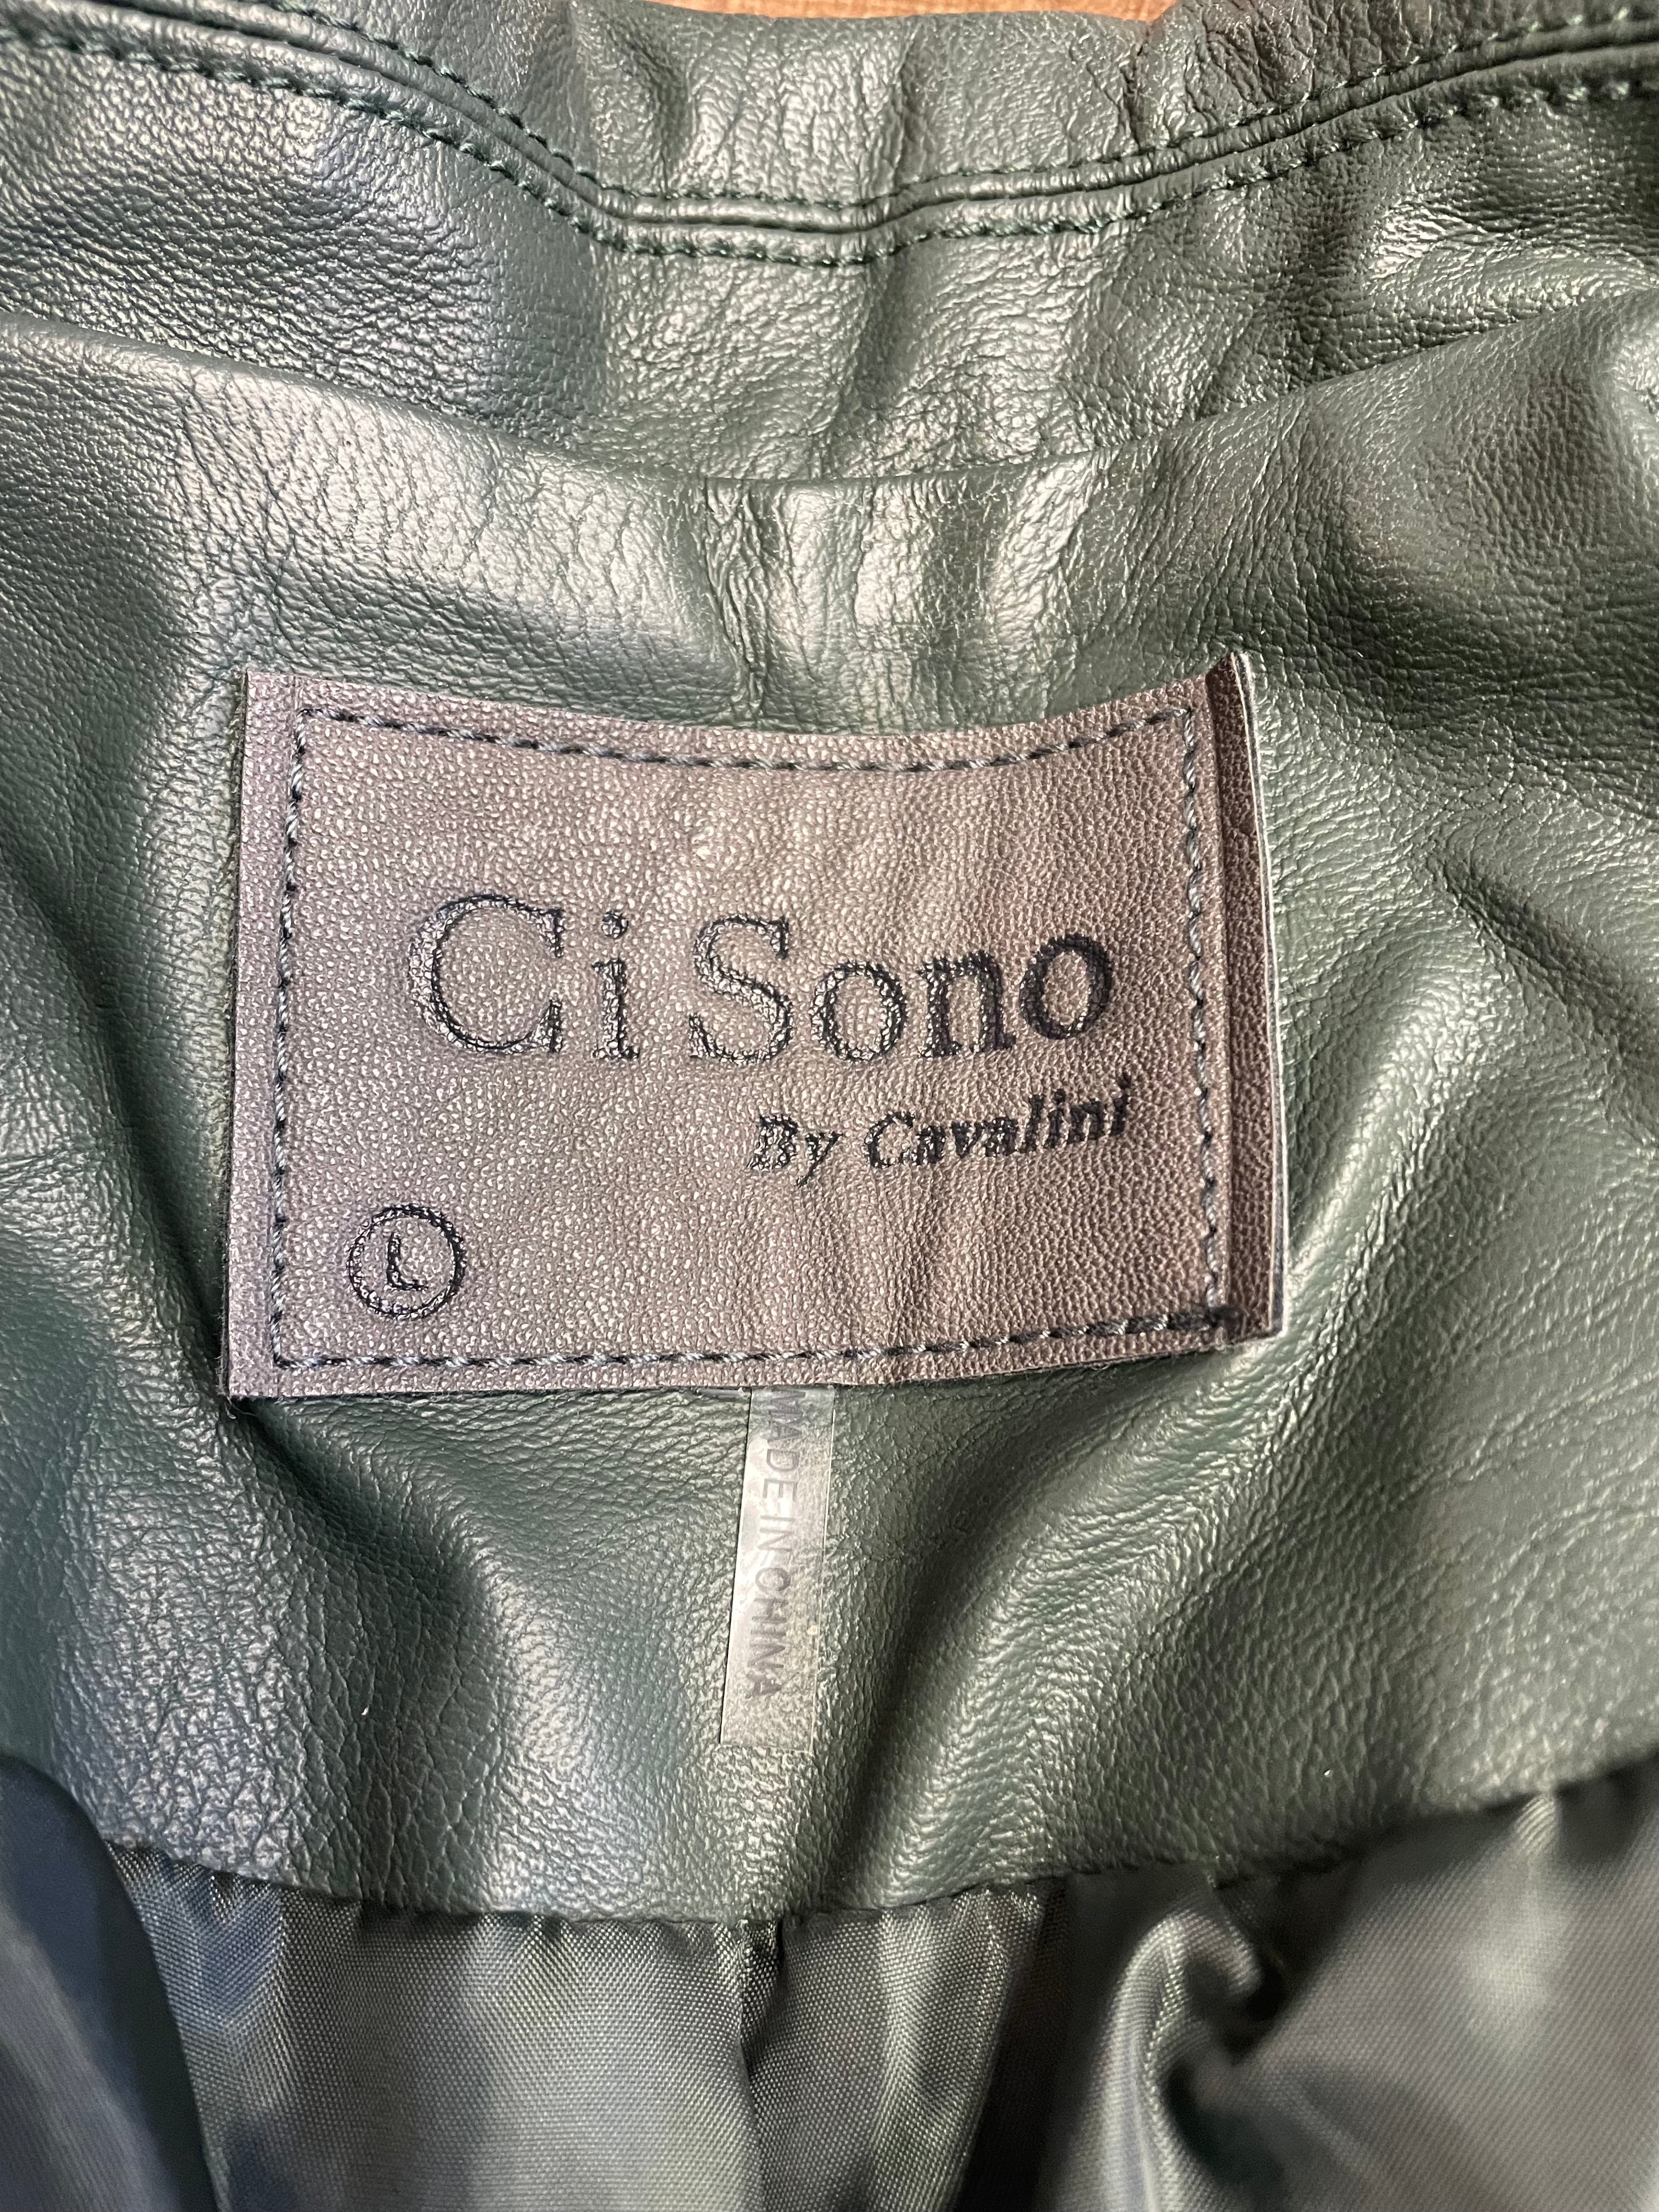 Ci Sono
By Cavalini
L
MADE IN CHINA